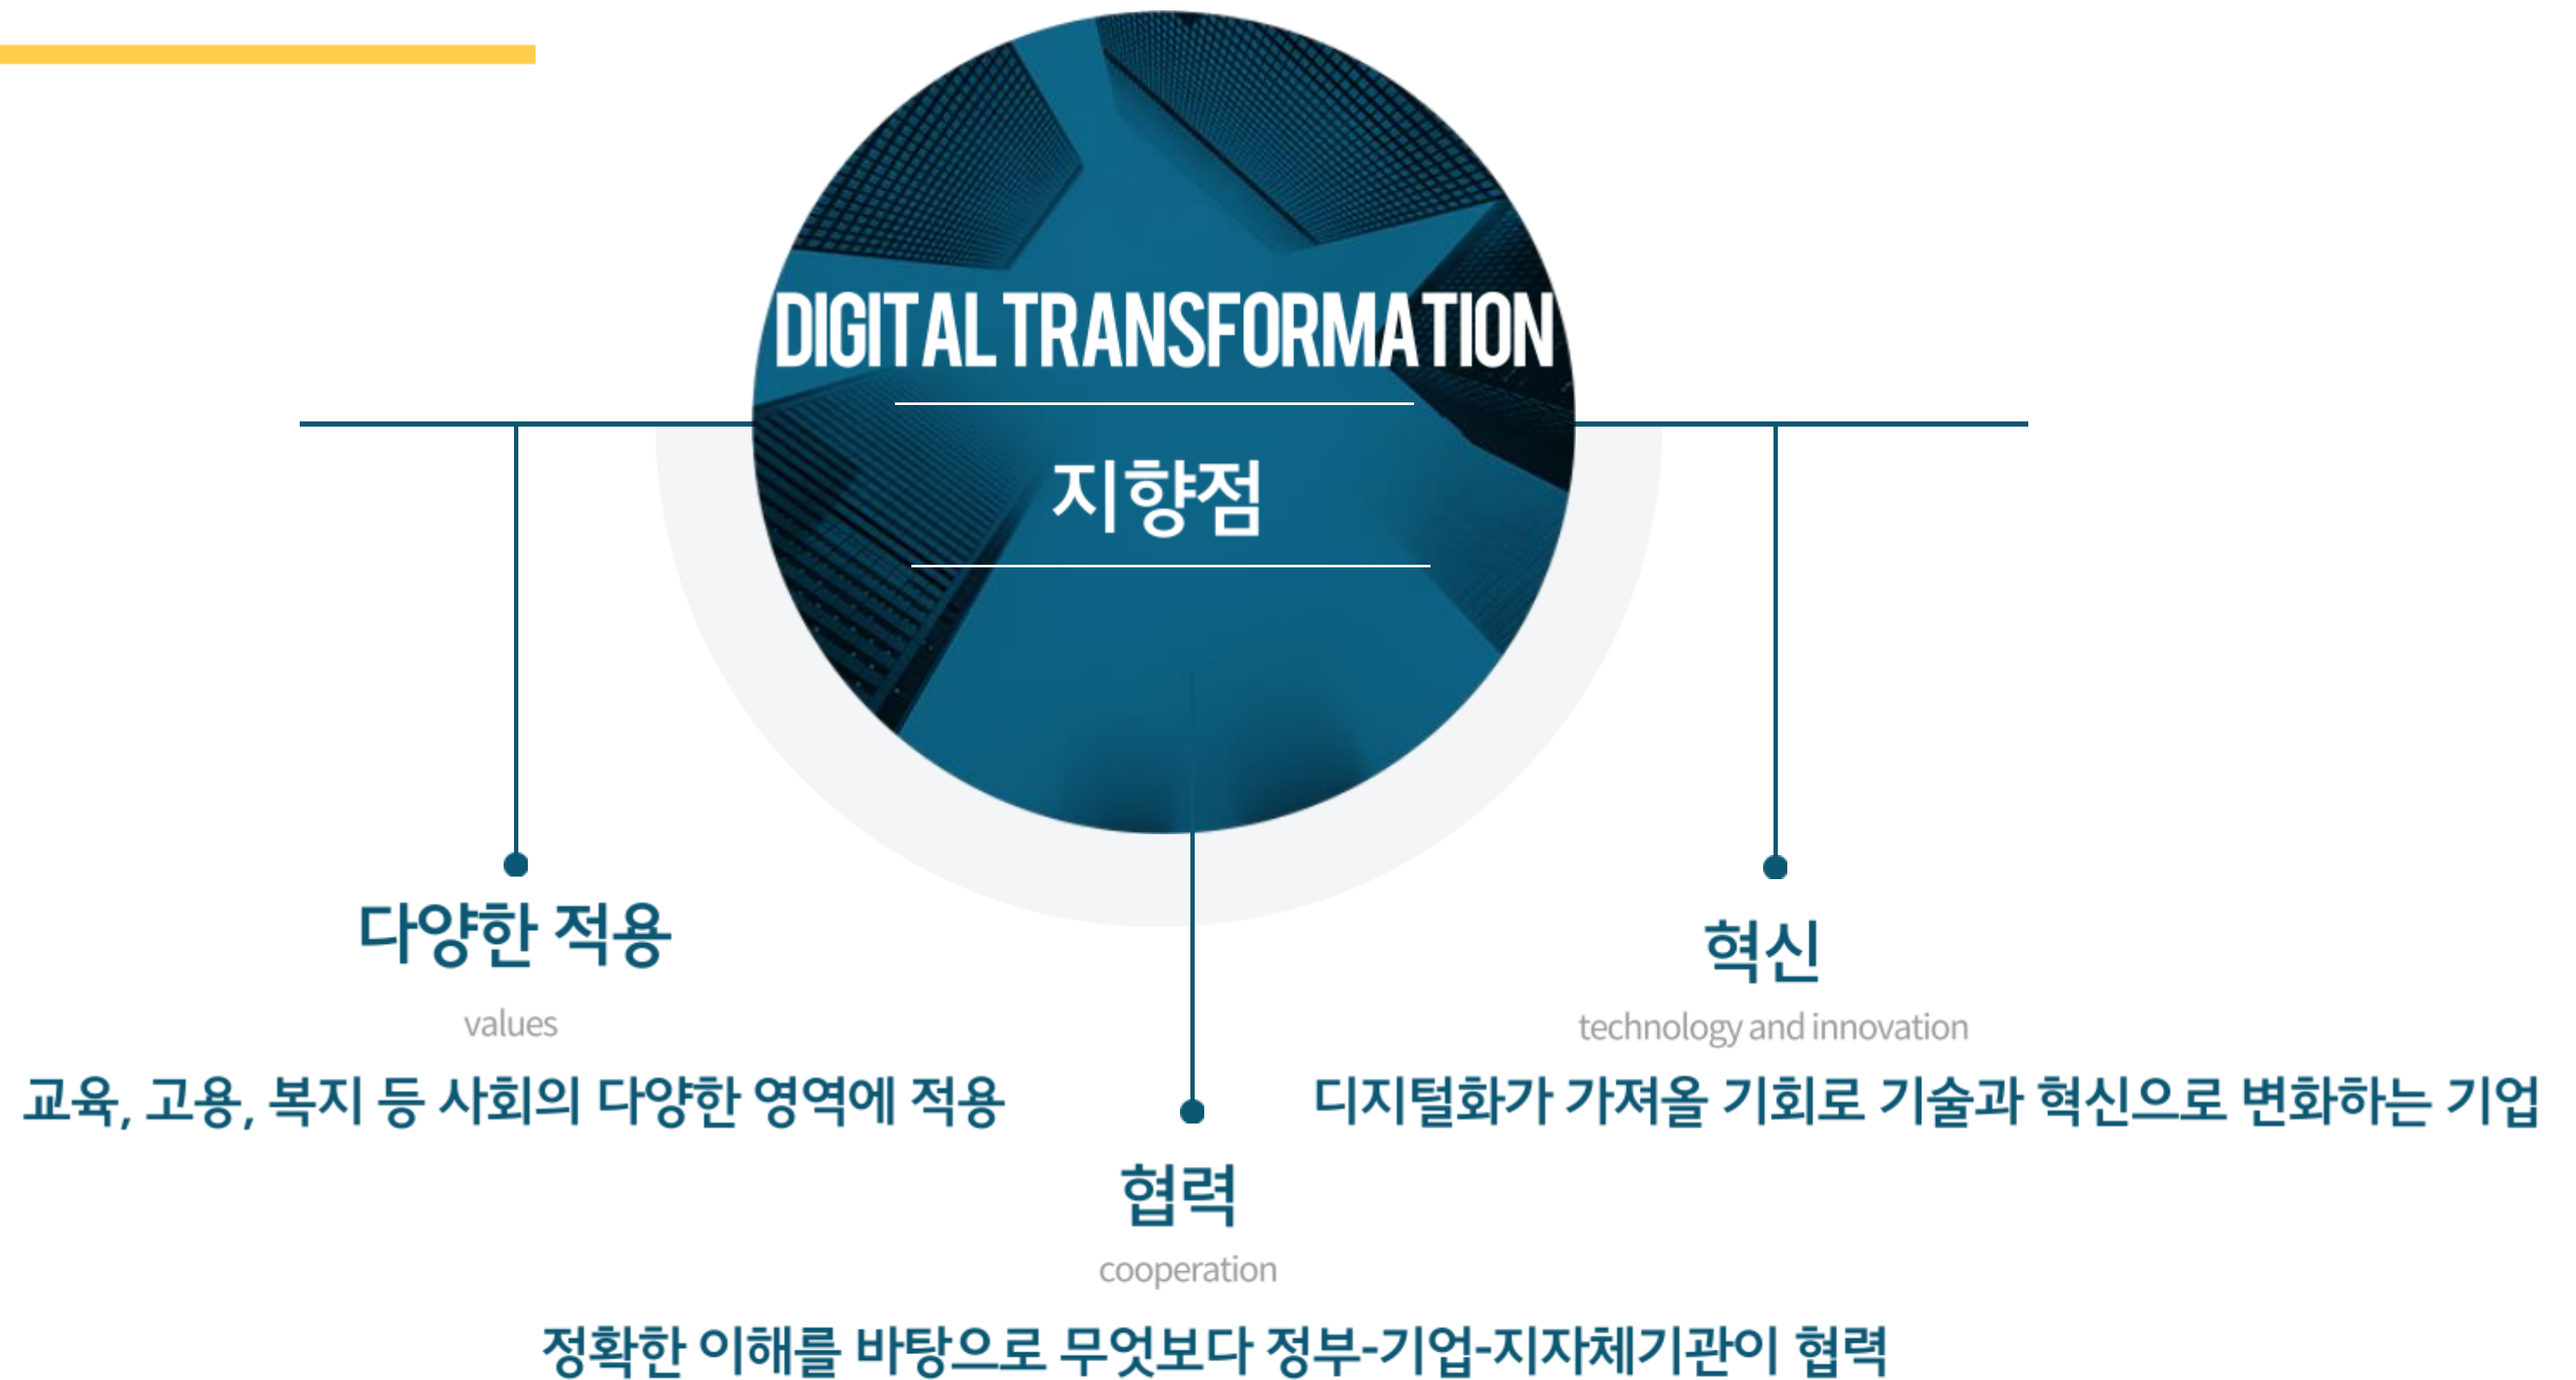 DIGITAL TRANSFORMATION
지향점
다양한 적용
values
교육, 고용, 복지 등 사회의 다양한 영역에 적용
협력
cooperation
정확한 이해를 바탕으로 무엇보다 정부-기업-지자체기관이 협력
혁신
technology and innovation
디지털화가 가져올 기회로 기술과 혁신으로 변화하는 기업